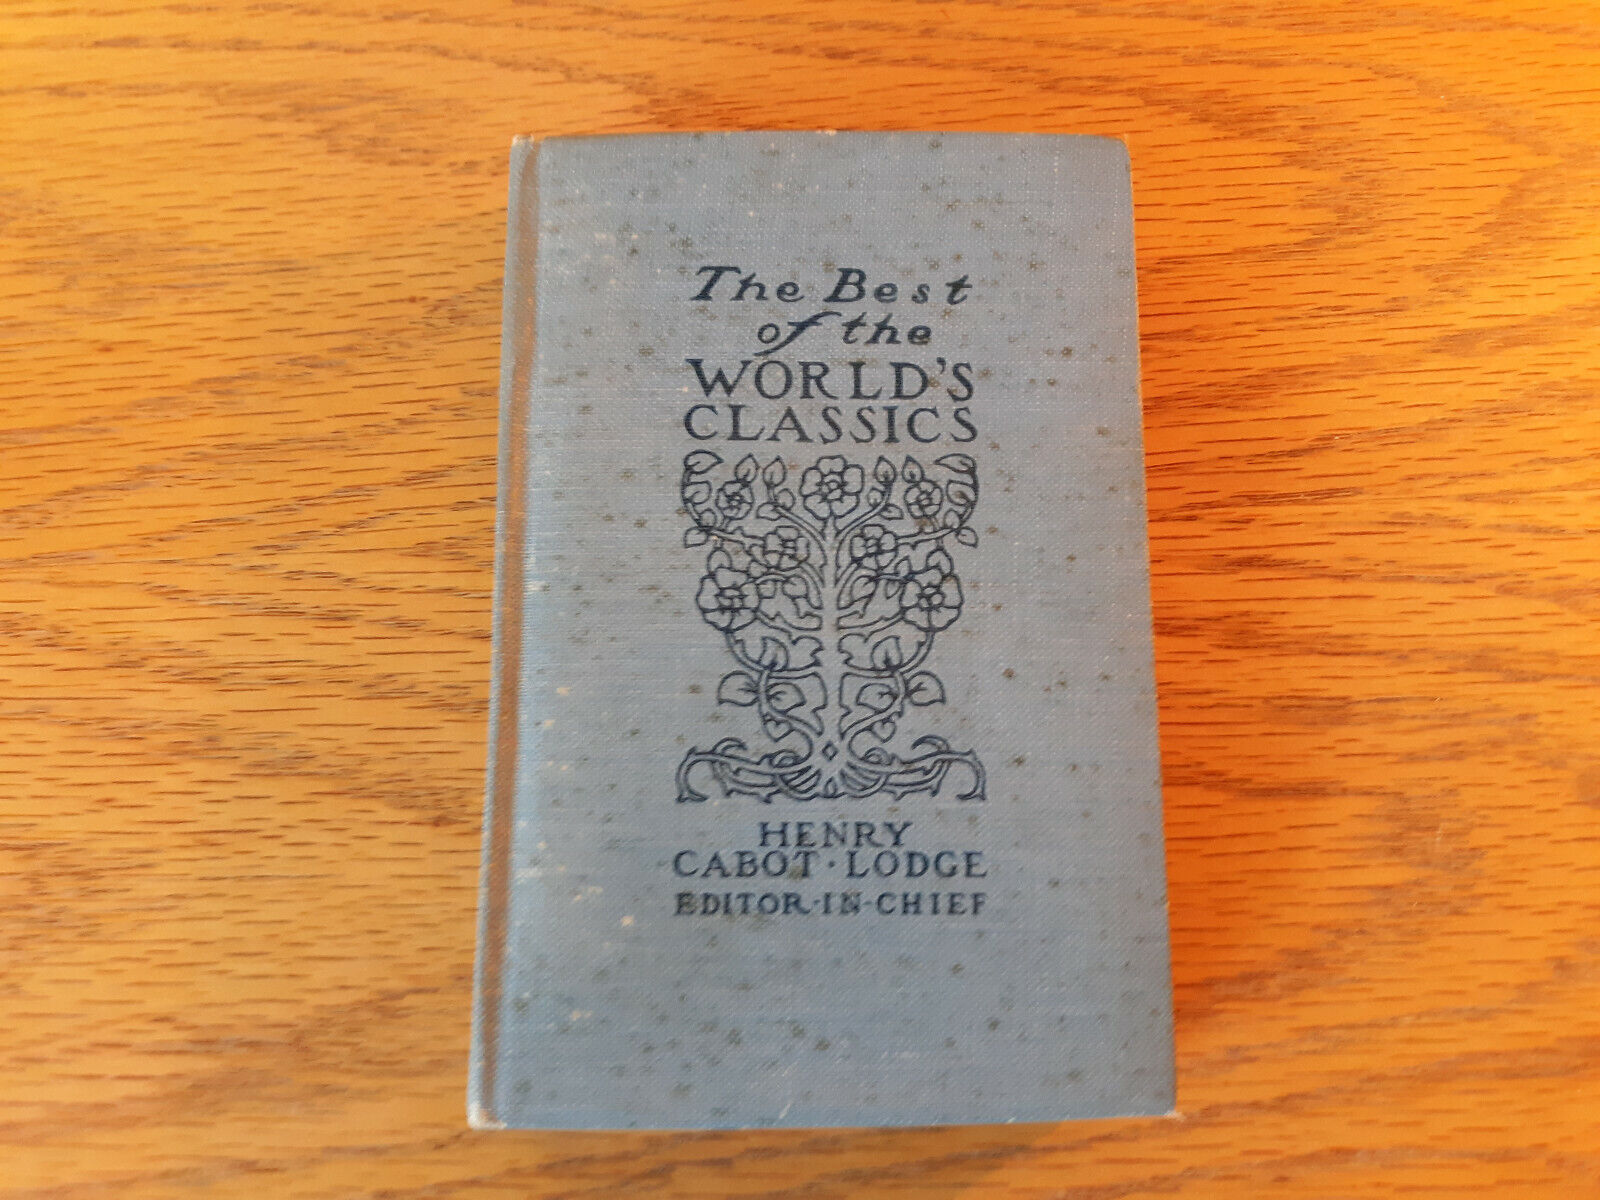 The Best
of the
WORLD'S
CLASSICS
HENRY
CABOT · LODGE
EDITOR·IN·CHIEF